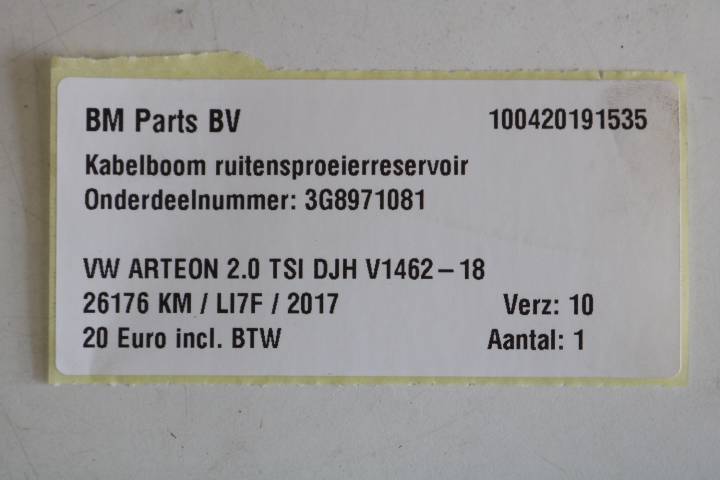 BM Parts BV 100420191535
Kabelboom ruitensproeierreservoir
Onderdeelnummer: 3G8971081
VW ARTEON 2.0 TSI DJH V1462-18
26176 KM / LI7F / 2017 Verz: 10
20 Euro incl. BTW Aantal: 1